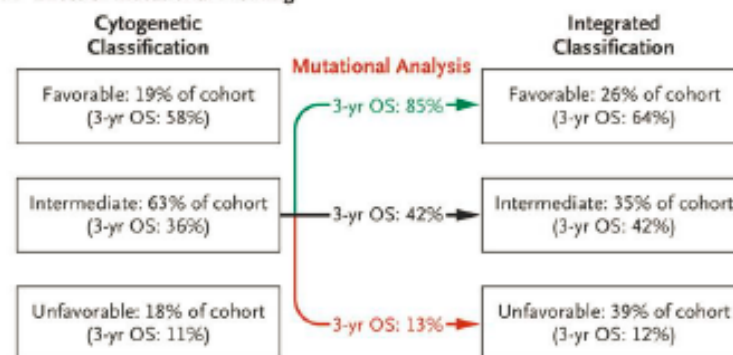 Cytogenetic
Classification
Integrated
Classification
Mutational Analysis
Favorable: 19% of cohort
(3-yr OS: 58%)
3-yr OS: 85%
Favorable: 26% of cohort
(3-yr OS: 64%)
Intermediate: 63% of cohort
(3-yr OS: 36%)
3-yr OS: 42%
Intermediate: 35% of cohort
(3-yr OS: 42%)
Unfavorable: 18% of cohort
(3-yr OS: 11%)
3-yr OS: 13%
Unfavorable: 39% of cohort
(3-yr OS: 12%)